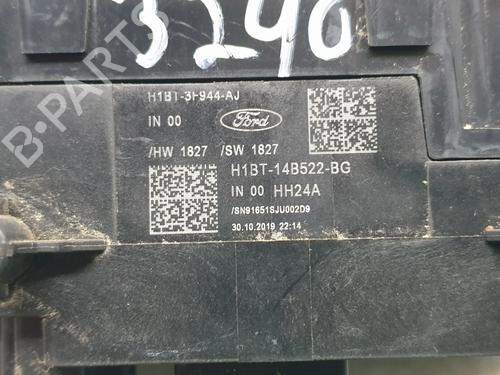 3240
H1BT-3F944-AJ
IN 00
Ford
/HW 1827 /SW 1827
H1BT-14B522-BG
IN 00 HH24A
/SN91651SJU002D9
30.10.2019 22:14
B-PARTS